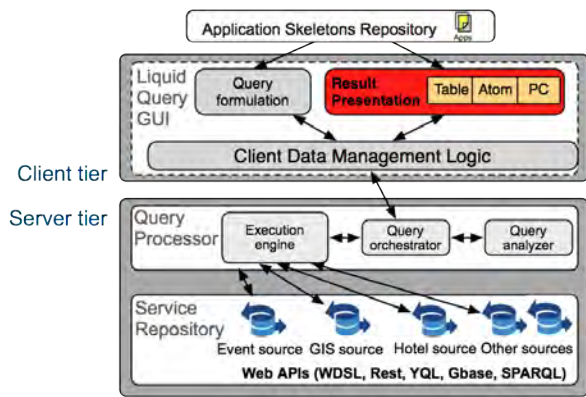 Application Skeletons Repository
Apps
Liquid
Query
GUI
Query
formulation
Result
Presentation
Table Atom PC
Client Data Management Logic
Client tier
Server tier
Query
Processor
Execution
engine
Query
orchestrator
Query
analyzer
Service
Repository
Event source GIS source Hotel source Other sources
Web APIs (WDSL, Rest, YQL, Gbase, SPARQL)